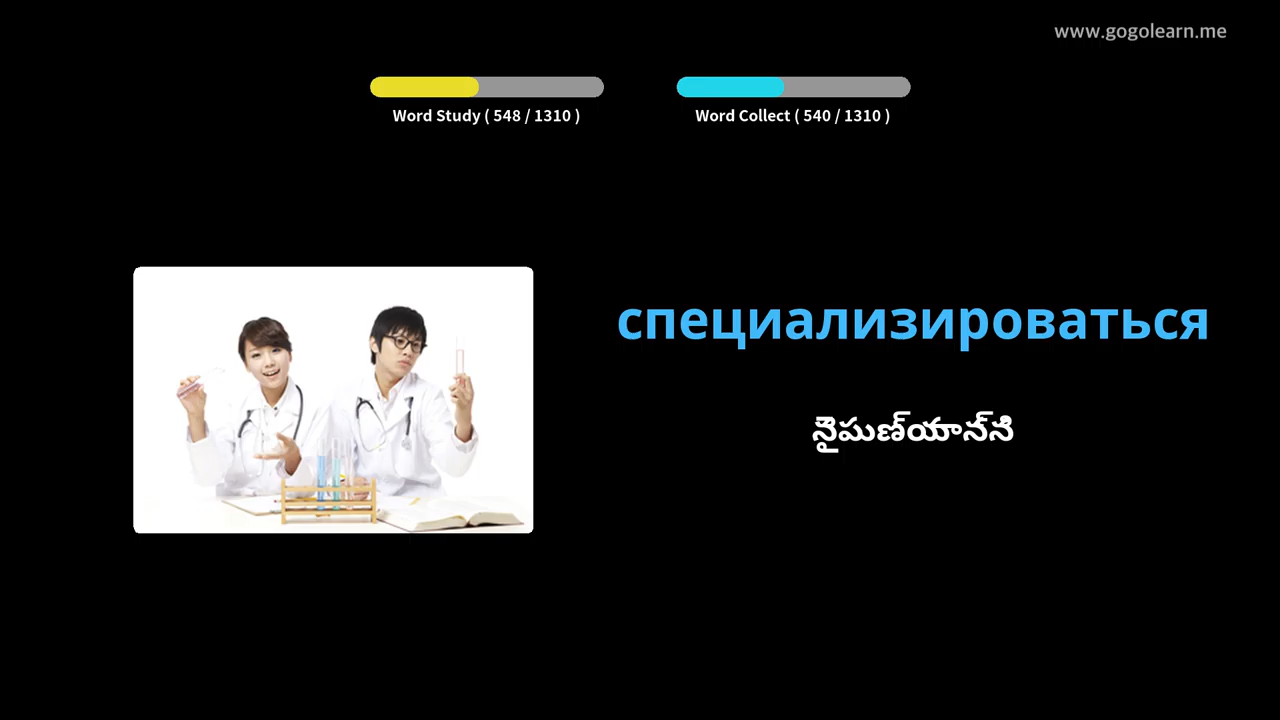 www.gogolearn.me
Word Study ( 548 / 1310 )
Word Collect ( 540 / 1310 )
специализироваться
నైపుణ్యాన్ని